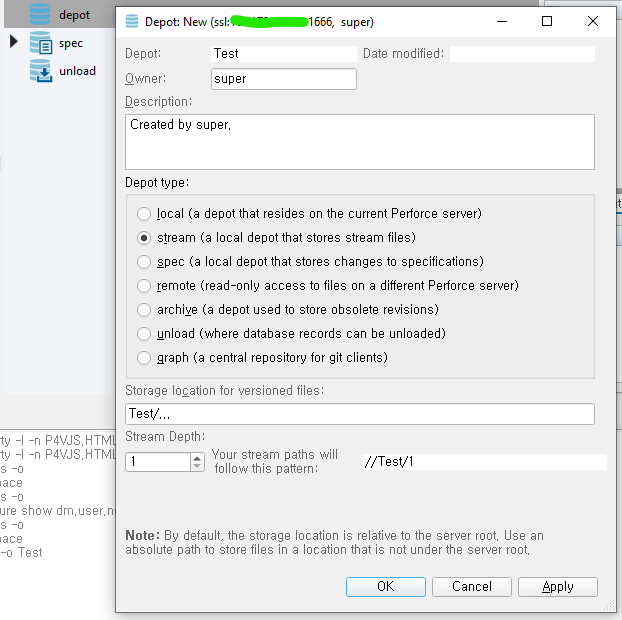 depot
spec
unload
Depot: New (ssl: 1666, super)
Depot: Test Date modified:
Owner: super
Description:
Created by super.
Depot type:
local (a depot that resides on the current Perforce server)
stream (a local depot that stores stream files)
spec (a local depot that stores changes to specifications)
remote (read-only access to files on a different Perforce server)
archive (a depot used to store obsolete revisions)
unload (where database records can be unloaded)
graph (a central repository for git clients)
Storage location for versioned files:
Test/...
Stream Depth:
1 Your stream paths will follow this pattern: //Test/1
Note: By default, the storage location is relative to the server root. Use an
absolute path to store files in a location that is not under the server root.
OK Cancel Apply
rty -l -n P4VJS.HTML
rty -l -n P4VJS.HTML
s -o
pace
s -o
ure show dm.user.n
s -o
pace
-o Test